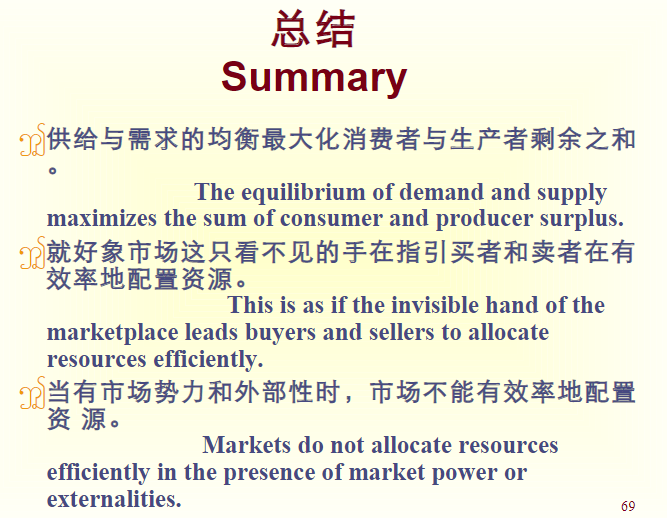 总结
Summary
供给与需求的均衡最大化消费者与生产者剩余之和
。
The equilibrium of demand and supply
maximizes the sum of consumer and producer surplus.
就好象市场这只看不见的手在指引买者和卖者在有
效率地配置资源。
This is as if the invisible hand of the
marketplace leads buyers and sellers to allocate
resources efficiently.
当有市场势力和外部性时，市场不能有效率地配置
资 源。
Markets do not allocate resources
efficiently in the presence of market power or
externalities.
69